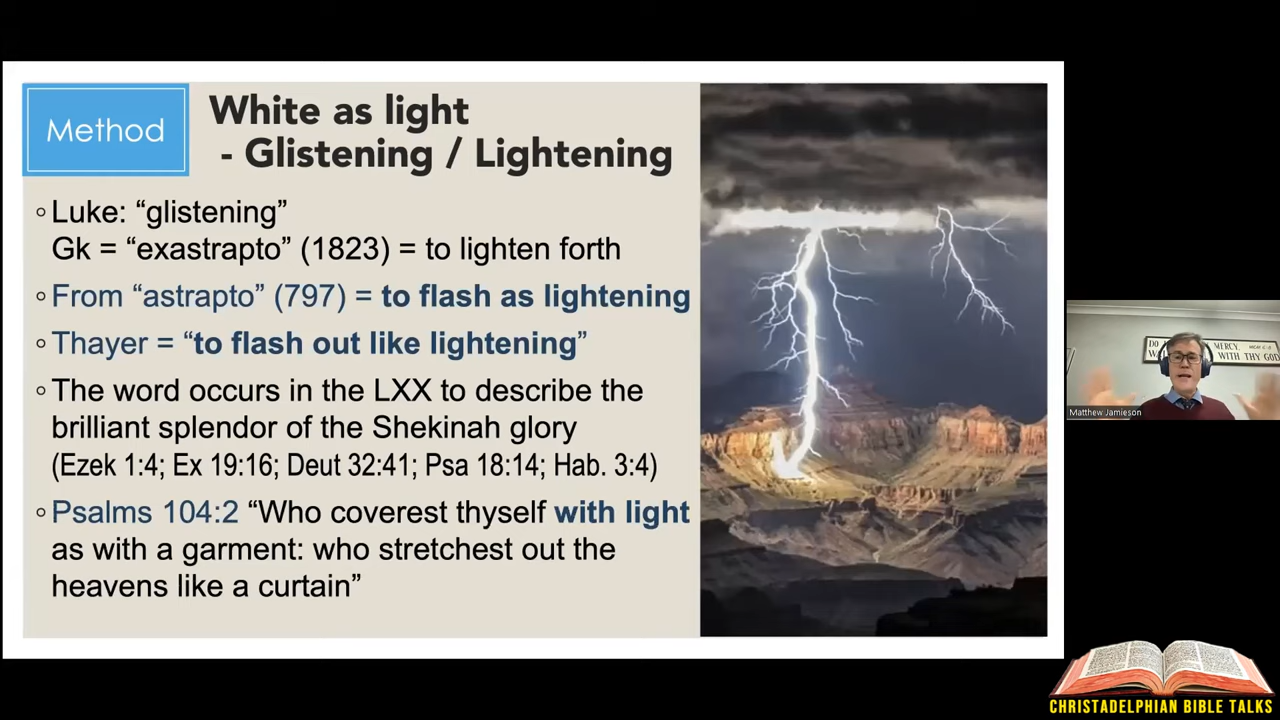 Method
White as light
- Glistening / Lightening
◦Luke: “glistening”
Gk = “exastrapto” (1823) = to lighten forth
◦From “astrapto” (797) = to flash as lightening
◦Thayer = “to flash out like lightening”
◦The word occurs in the LXX to describe the
brilliant splendor of the Shekinah glory
(Ezek 1:4; Ex 19:16; Deut 32:41; Psa 18:14; Hab. 3:4)
◦Psalms 104:2 “Who coverest thyself with light
as with a garment: who stretchest out the
heavens like a curtain”
DO
MERCY.
WITH THY GOD
Matthew Jamieson
CHRISTADELPHIAN BIBLE TALKS